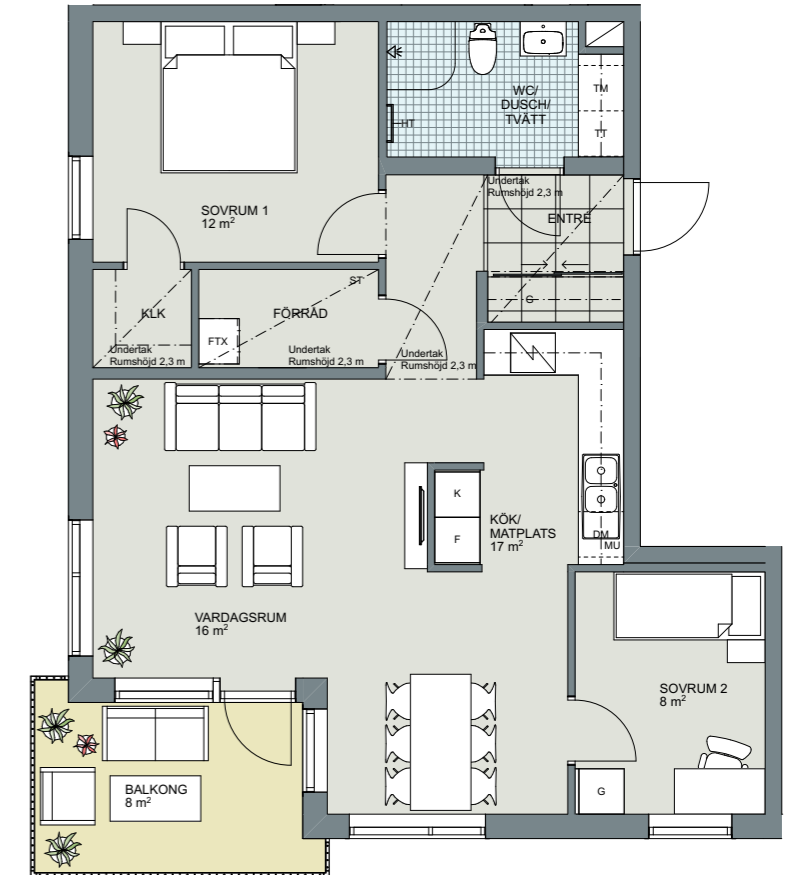 WC/
DUSCH/
TVÄTT
TM
TT
HT
Undertak
Rumshöjd 2,3 m
SOVRUM 1
12 m²
ENTRÉ
G
ST
KLK
FÖRRÅD
FTX
Undertak
Rumshöjd 2,3 m
Undertak
Rumshöjd 2,3 m
Undertak
Rumshöjd 2,3 m
K
F
KÖK/
MATPLATS
17 m²
DM
MU
VARDAGSRUM
16 m²
SOVRUM 2
8 m²
G
BALKONG
8 m²